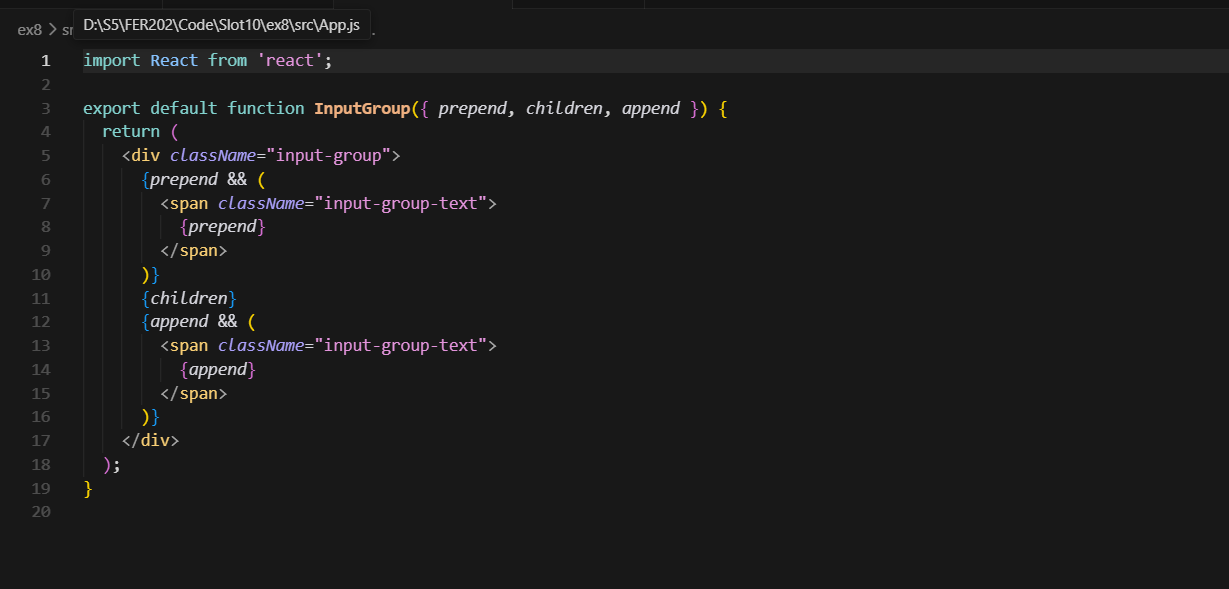 ex8 > sr
D:\S5\FER202\Code\Slot10\ex8\src\App.js
1 import React from 'react';
2
3 export default function InputGroup({ prepend, children, append }) {
4   return (
5     <div className="input-group">
6       {prepend && (
7         <span className="input-group-text">
8           {prepend}
9         </span>
10       )}
11       {children}
12       {append && (
13         <span className="input-group-text">
14           {append}
15         </span>
16       )}
17     </div>
18   );
19 }
20